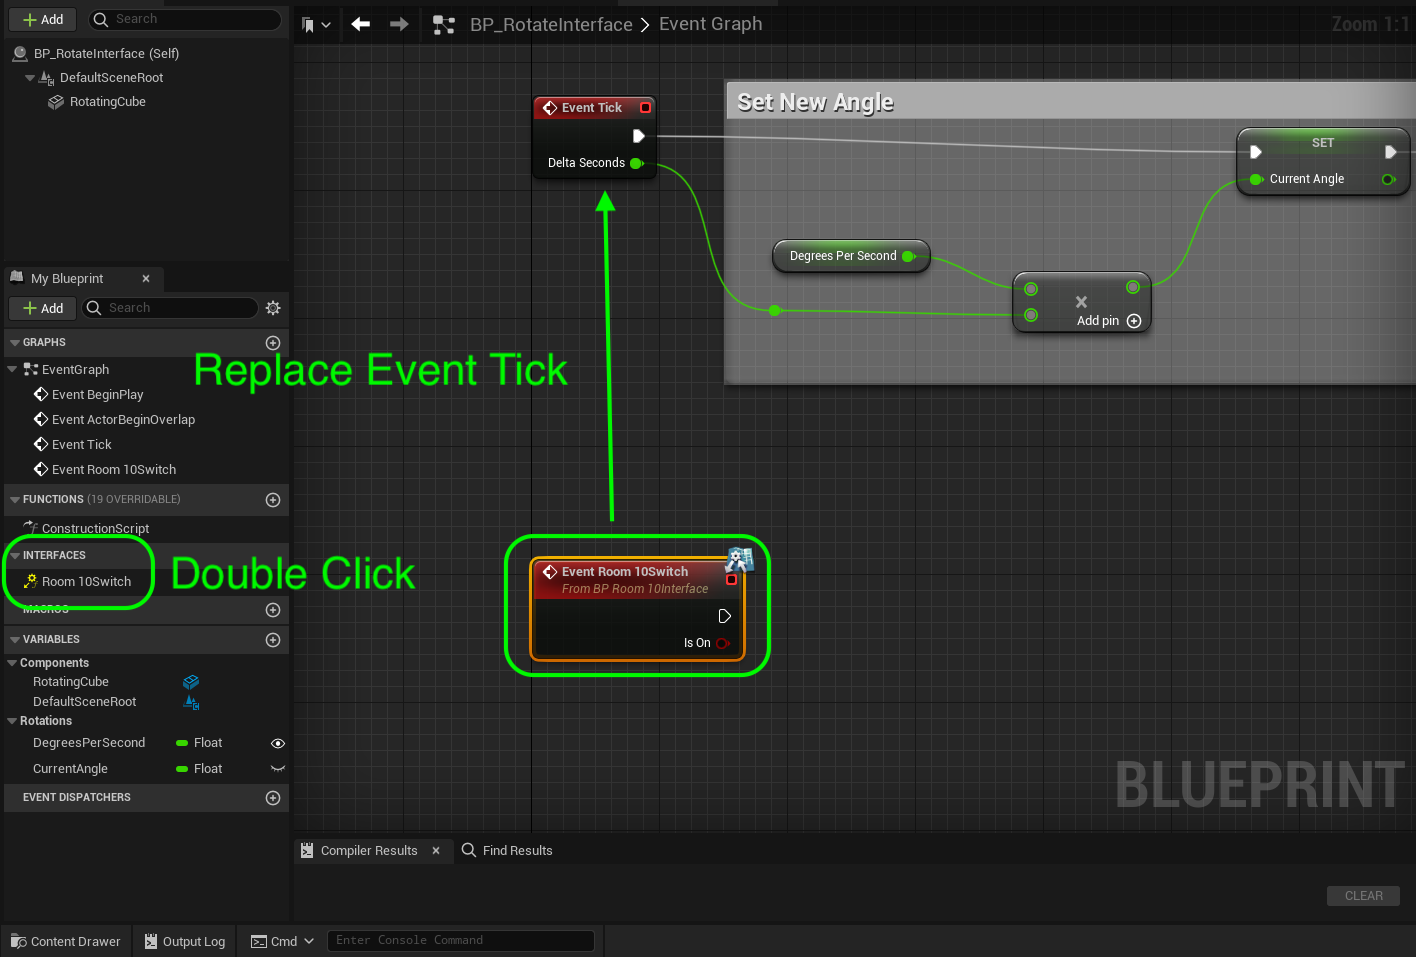 Add
Search
BP_RotateInterface (Self)
DefaultSceneRoot
RotatingCube
My Blueprint
Add
Search
GRAPHS
EventGraph
Event BeginPlay
Event ActorBeginOverlap
Event Tick
Event Room 10Switch
FUNCTIONS (19 OVERRIDABLE)
ConstructionScript
INTERFACES
Room 10Switch
MACROS
VARIABLES
Components
RotatingCube
DefaultSceneRoot
Rotations
DegreesPerSecond Float
CurrentAngle Float
EVENT DISPATCHERS
BP_RotateInterface > Event Graph
Zoom 1:1
Event Tick
Delta Seconds
Set New Angle
SET
Current Angle
Degrees Per Second
Add pin
Replace Event Tick
Double Click
Event Room 10Switch
From BP Room 10Interface
Is On
BLUEPRINT
Compiler Results
Find Results
CLEAR
Content Drawer
Output Log
Cmd
Enter Console Command